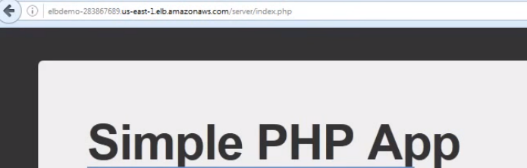 elbdemo-283867689.us-east-1.elb.amazonaws.com/server/index.php
Simple PHP App